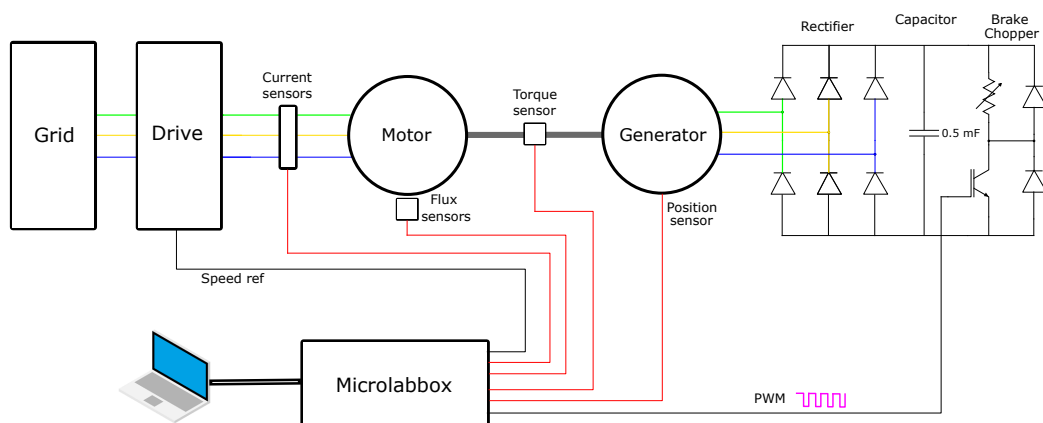 Rectifier
Capacitor
Brake
Chopper
Current
sensors
Torque
sensor
Grid
Drive
Motor
Generator
0.5 mF
Flux
sensors
Position
sensor
Speed ref
Microlabbox
PWM